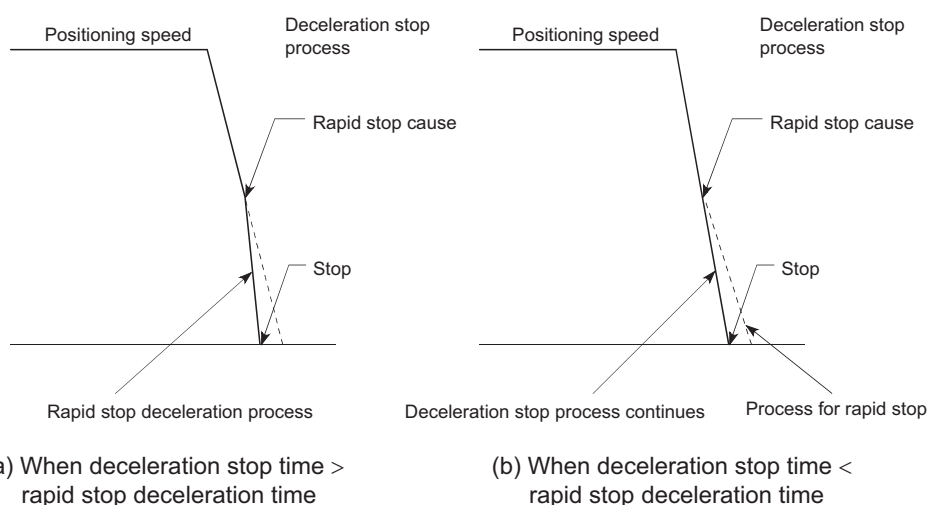 Positioning speed
Deceleration stop
process
Rapid stop cause
Stop
Rapid stop deceleration process
a) When deceleration stop time >
rapid stop deceleration time
Positioning speed
Deceleration stop
process
Rapid stop cause
Stop
Deceleration stop process continues
Process for rapid stop
(b) When deceleration stop time <
rapid stop deceleration time